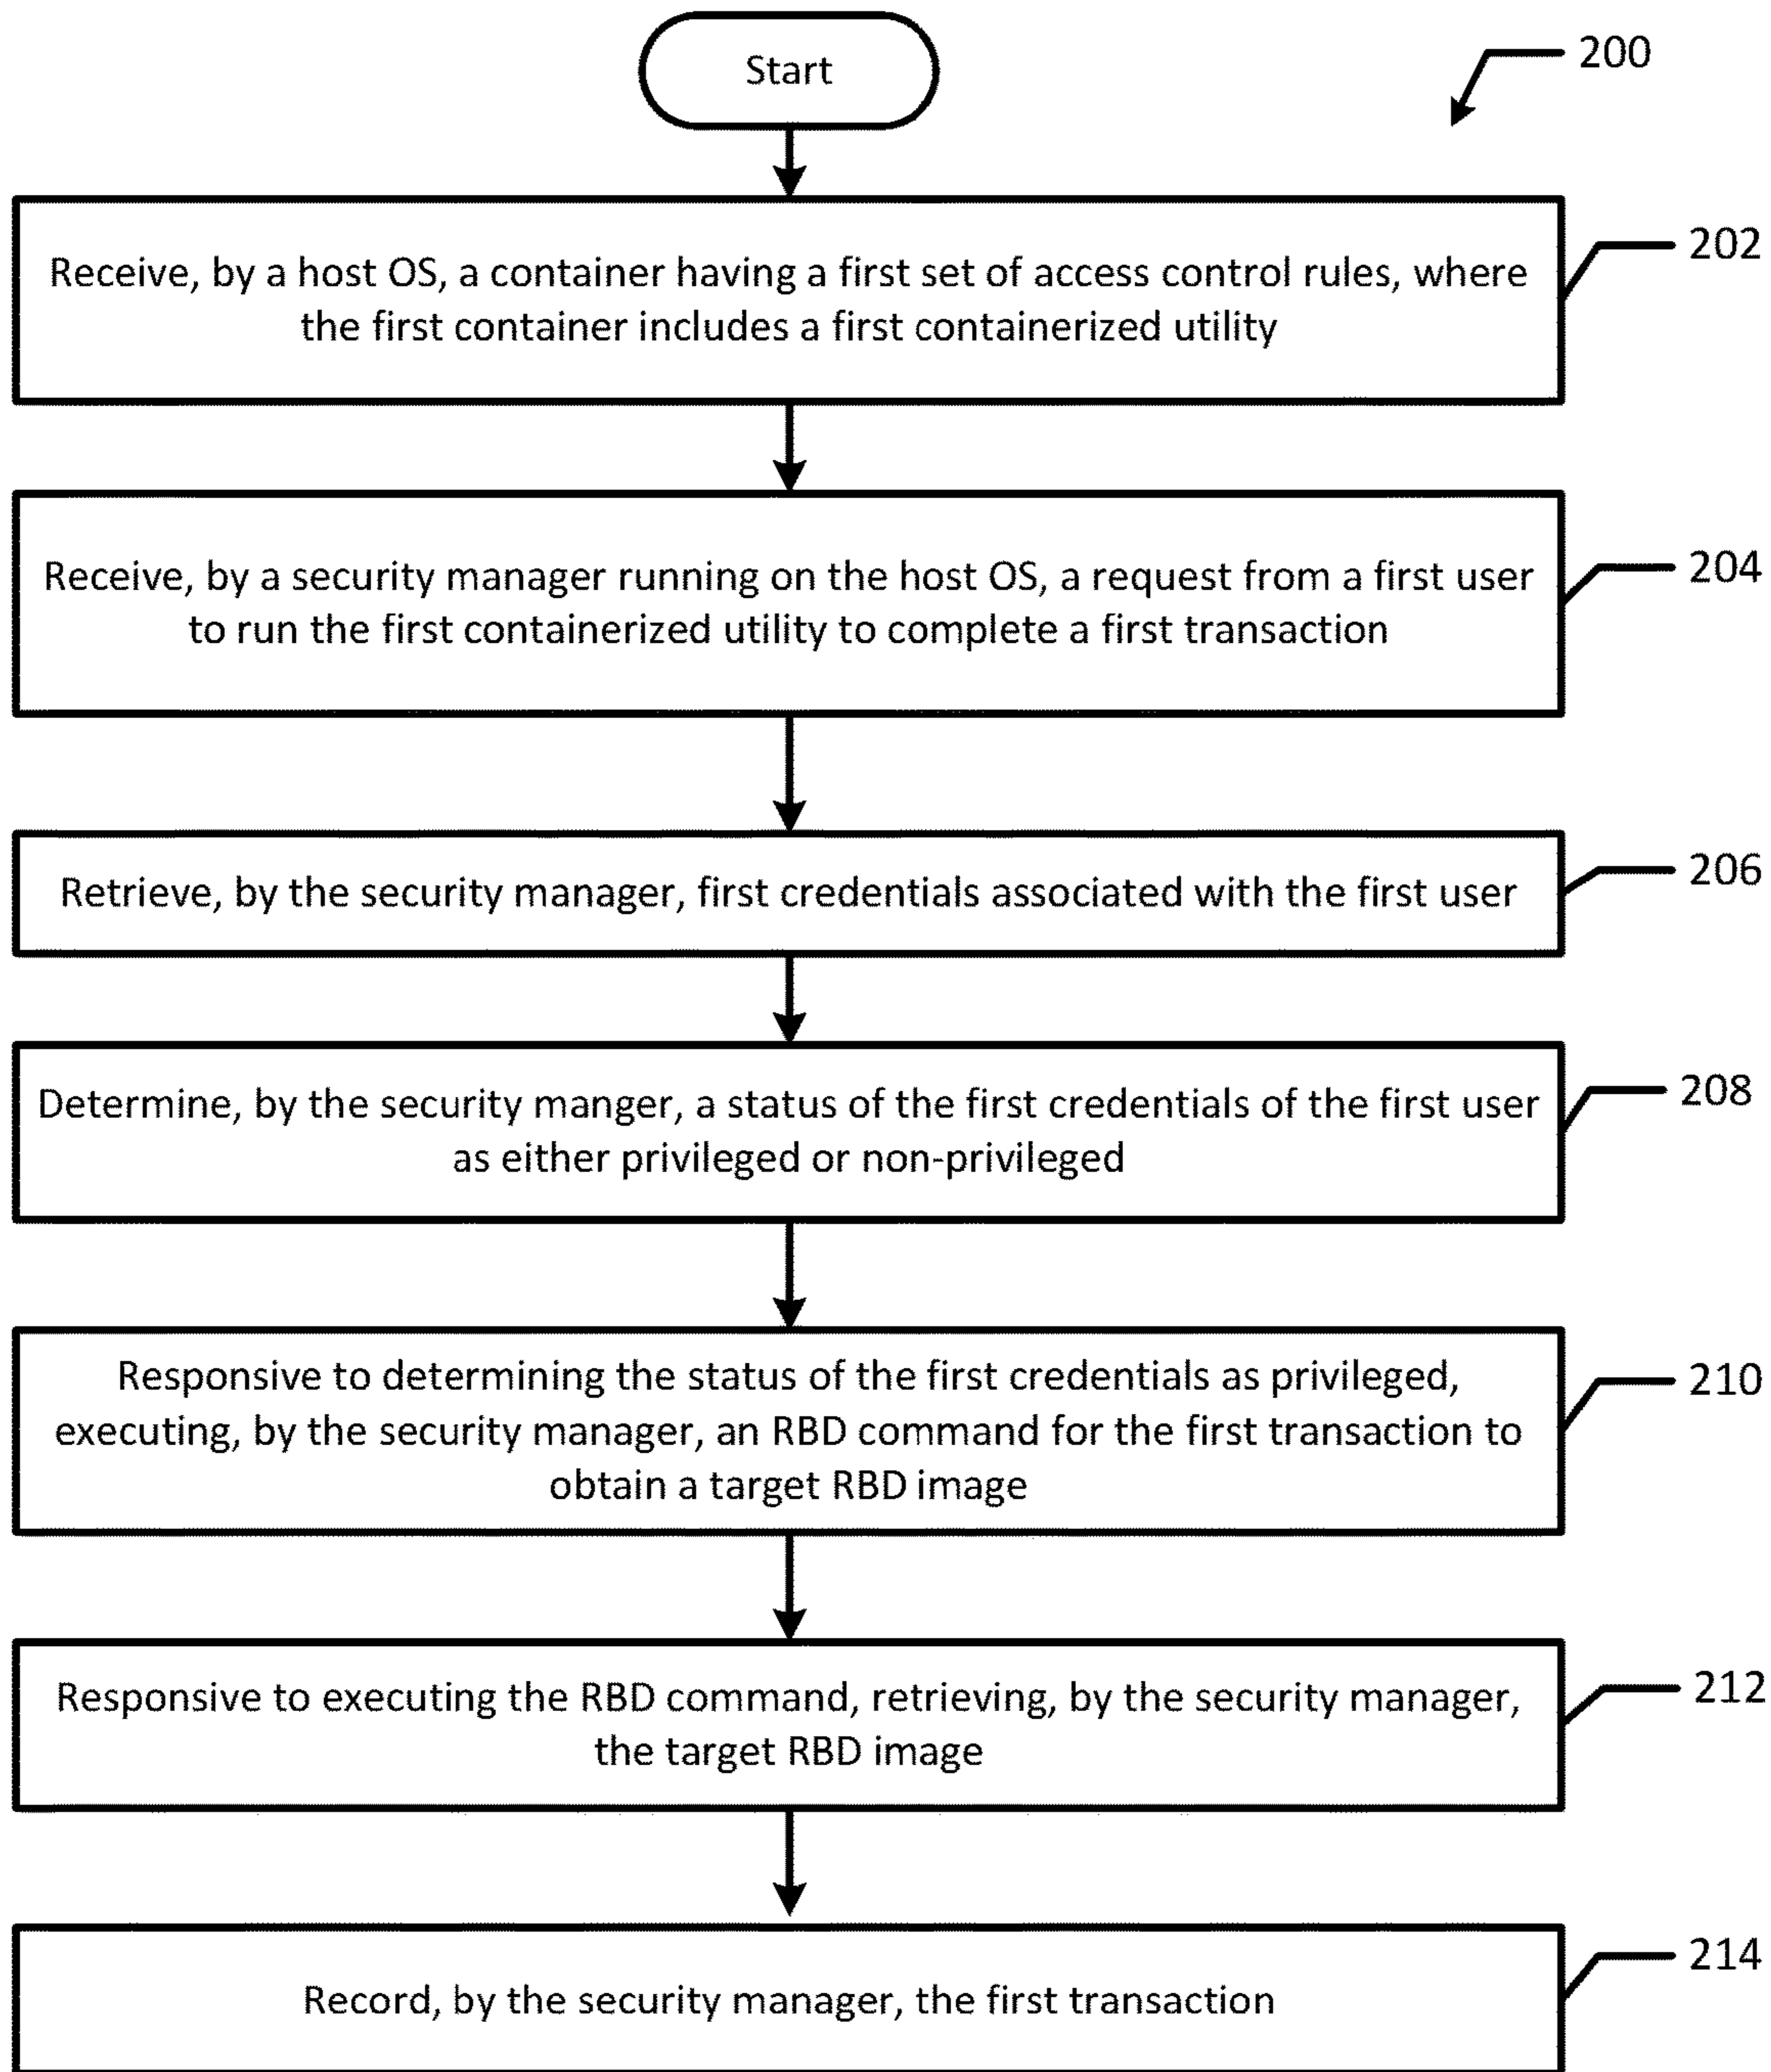 Start
200
Receive, by a host OS, a container having a first set of access control rules, where
the first container includes a first containerized utility
202
Receive, by a security manager running on the host OS, a request from a first user
to run the first containerized utility to complete a first transaction
204
Retrieve, by the security manager, first credentials associated with the first user
206
Determine, by the security manger, a status of the first credentials of the first user
as either privileged or non-privileged
208
Responsive to determining the status of the first credentials as privileged,
executing, by the security manager, an RBD command for the first transaction to
obtain a target RBD image
210
Responsive to executing the RBD command, retrieving, by the security manager,
the target RBD image
212
Record, by the security manager, the first transaction
214